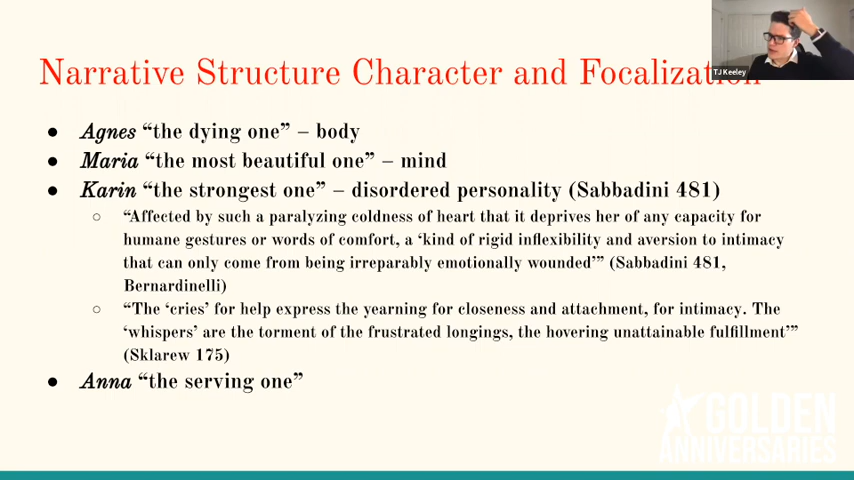 Narrative Structure Character and Focalization
TJ Keeley
● Agnes “the dying one” – body
● Maria “the most beautiful one” – mind
● Karin “the strongest one” – disordered personality (Sabbadini 481)
○ “Affected by such a paralyzing coldness of heart that it deprives her of any capacity for
humane gestures or words of comfort, a ‘kind of rigid inflexibility and aversion to intimacy
that can only come from being irreparably emotionally wounded’” (Sabbadini 481,
Bernardinelli)
○ “The ‘cries’ for help express the yearning for closeness and attachment, for intimacy. The
‘whispers’ are the torment of the frustrated longings, the hovering unattainable fulfillment’”
(Sklarew 175)
● Anna “the serving one”
GOLDEN
ANNIVERSARIES